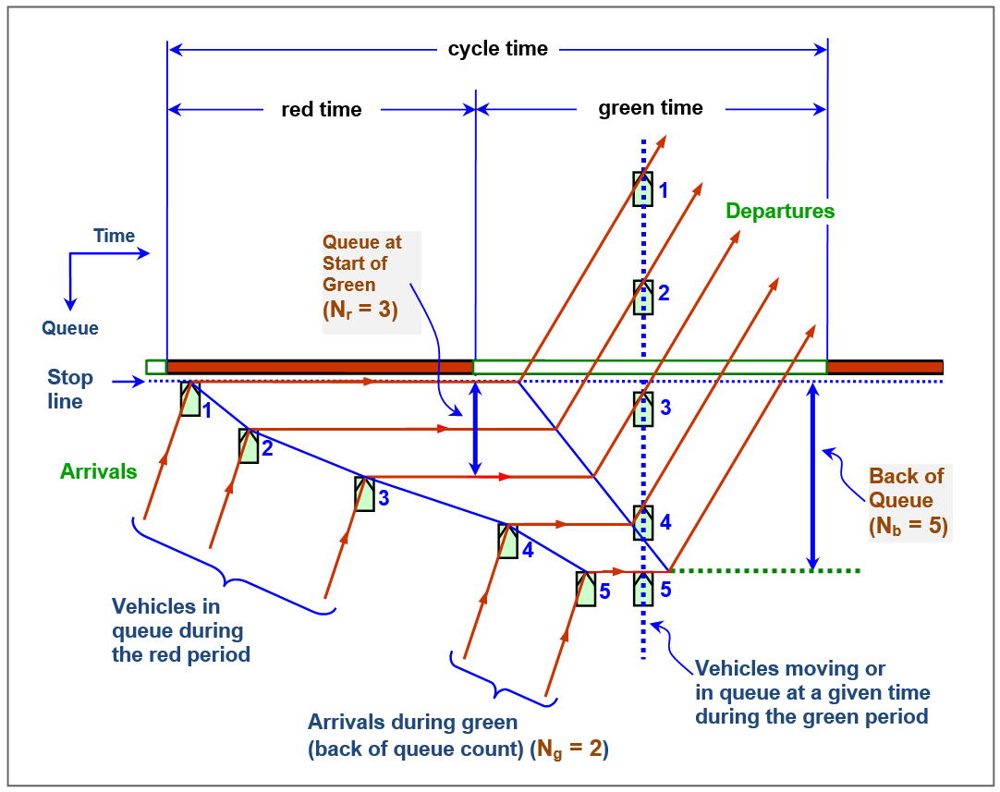 cycle time
red time
green time
1
Departures
Time
Queue at
Start of
Green
(Nr = 3)
2
Queue
Stop
line
1
3
2
Arrivals
3
Back of
Queue
(Nb = 5)
4
4
5
5
Vehicles in
queue during
the red period
Vehicles moving or
in queue at a given time
during the green period
Arrivals during green
(back of queue count) (Ng = 2)